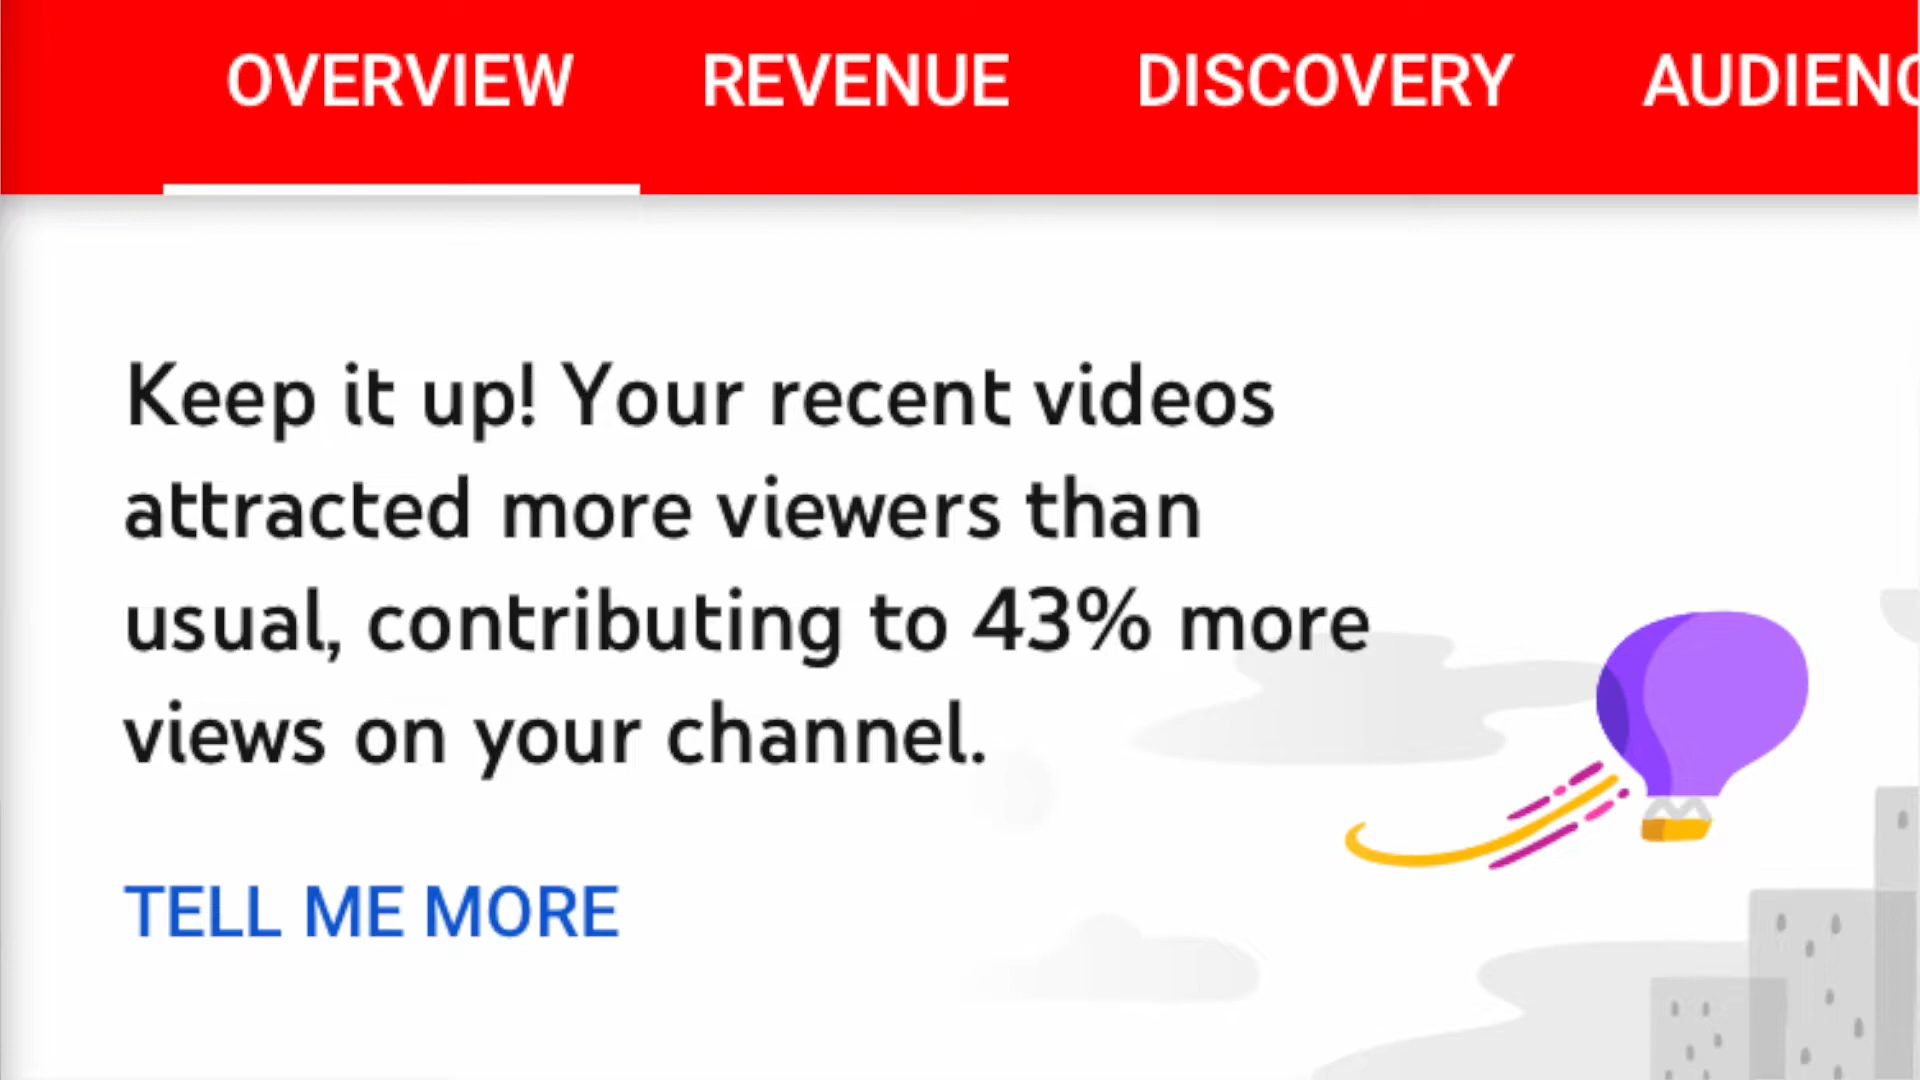 OVERVIEW REVENUE DISCOVERY
Keep it up! Your recent videos
attracted more viewers than
usual, contributing to 43% more
views on your channel.
TELL ME MORE